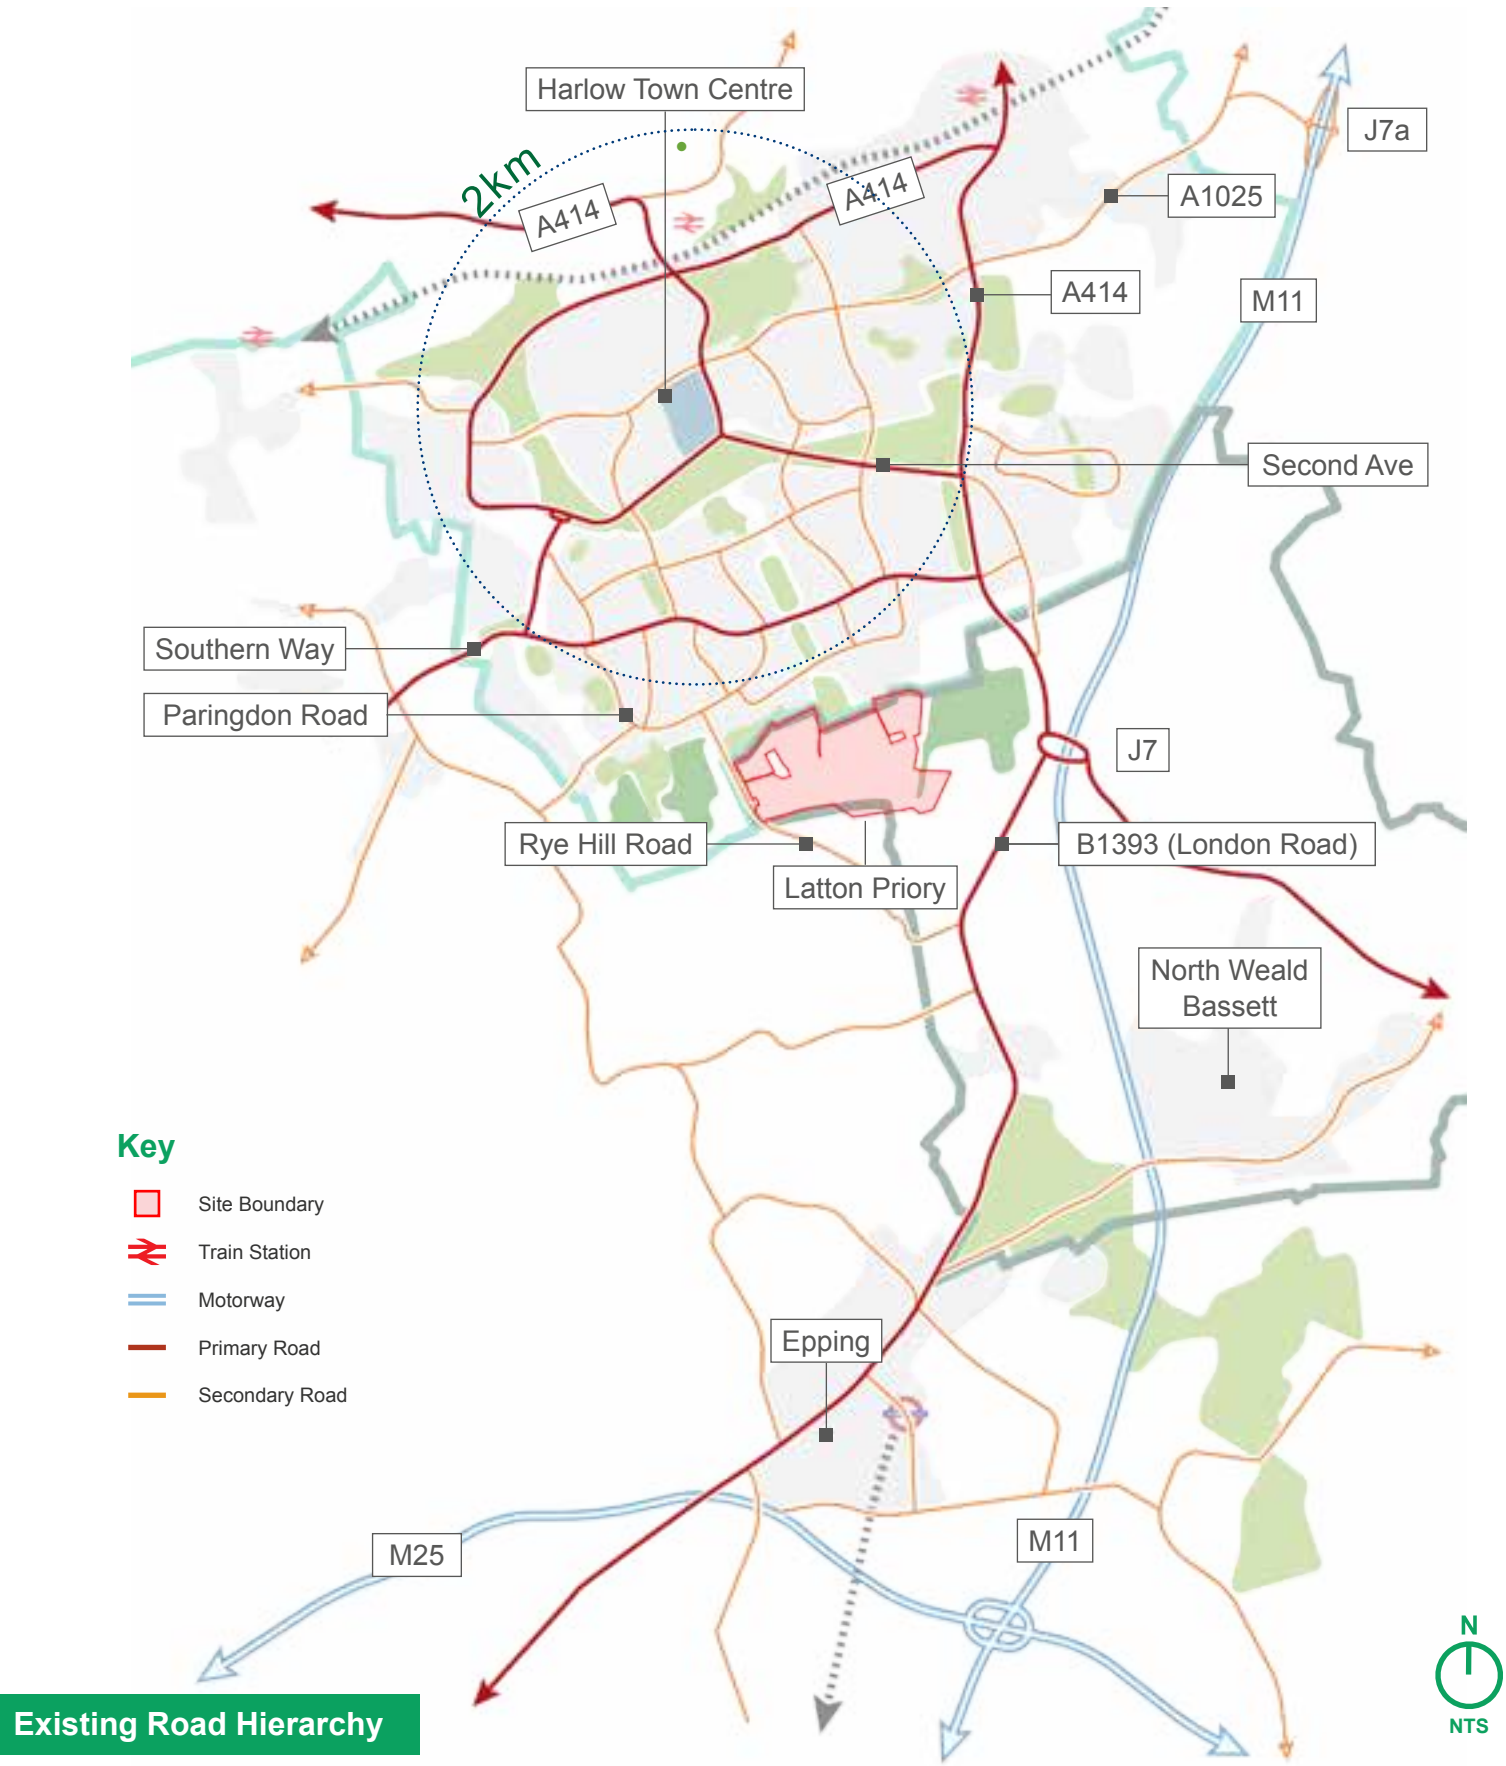 Harlow Town Centre
J7a
2km
A414
A414
A1025
A414
M11
Second Ave
Southern Way
Paringdon Road
J7
Rye Hill Road
B1393 (London Road)
Latton Priory
North Weald
Bassett
Key
Site Boundary
Train Station
Motorway
Primary Road
Secondary Road
Epping
M25
M11
N
NTS
Existing Road Hierarchy